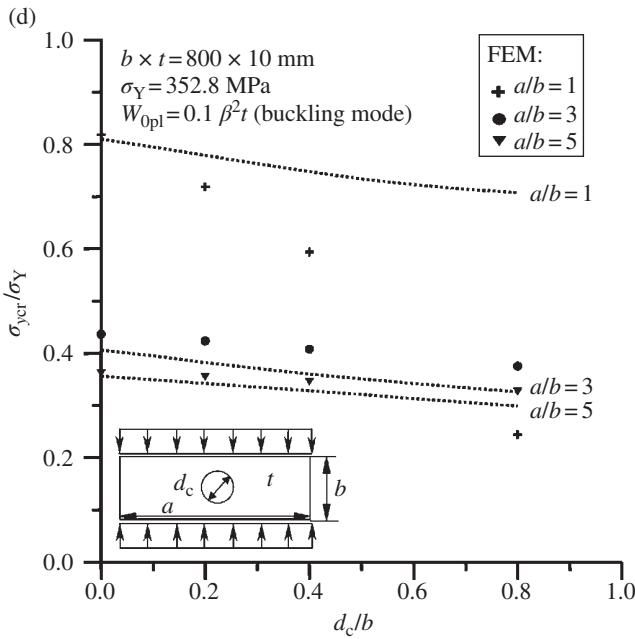 (d)
b × t = 800 × 10 mm
σY = 352.8 MPa
W0pl = 0.1 β²t (buckling mode)
FEM:
a/b = 1
a/b = 3
a/b = 5
1.0
0.8
0.6
0.4
0.2
0.0
σycr/σY
a/b = 1
a/b = 3
a/b = 5
dc
t
b
a
0.0
0.2
0.4
0.6
0.8
1.0
dc/b